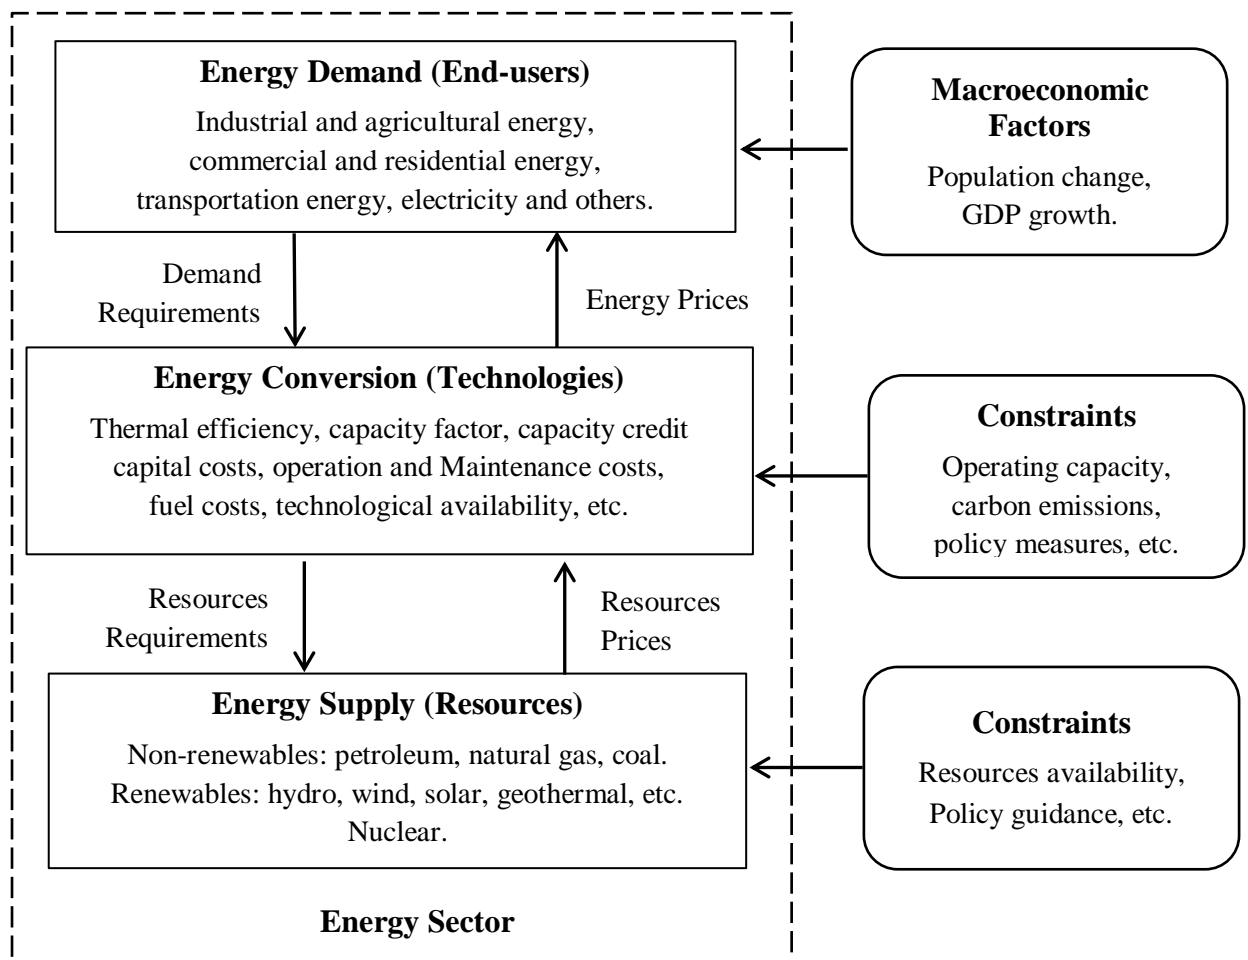 Energy Demand (End-users)
Industrial and agricultural energy,
commercial and residential energy,
transportation energy, electricity and others.
Macroeconomic
Factors
Population change,
GDP growth.
Demand
Requirements
Energy Prices
Energy Conversion (Technologies)
Thermal efficiency, capacity factor, capacity credit
capital costs, operation and Maintenance costs,
fuel costs, technological availability, etc.
Constraints
Operating capacity,
carbon emissions,
policy measures, etc.
Resources
Requirements
Resources
Prices
Energy Supply (Resources)
Non-renewables: petroleum, natural gas, coal.
Renewables: hydro, wind, solar, geothermal, etc.
Nuclear.
Constraints
Resources availability,
Policy guidance, etc.
Energy Sector